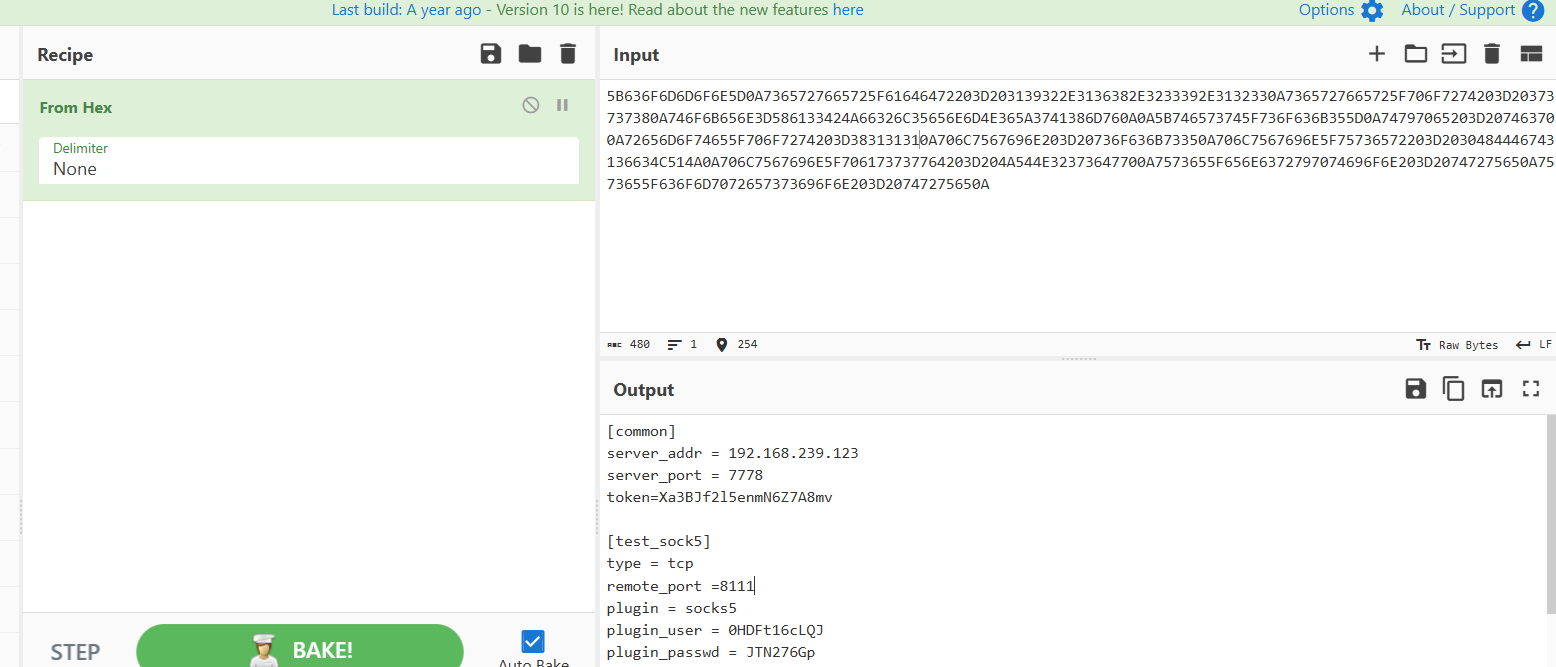 Last build: A year ago - Version 10 is here! Read about the new features here
Options
About / Support
Recipe
From Hex
Delimiter
None
STEP
BAKE!
Auto Bake
Input
5B636F6D6D6F6E5D0A7365727665725F61646472203D203139322E3136382E3233392E3132330A7365727665725F706F7274203D20373
737380A746F6B656E3D586133424A66326C35656E6D4E365A3741386D760A0A5B746573745F736F636B355D0A74797065203D20746370
0A72656D6F74655F706F7274203D383131310A706C7567696E203D20736F636B73350A706C7567696E5F75736572203D2030484446743
136634C514A0A706C7567696E5F706173737764203D204A544E32373647700A7573655F656E6372797074696F6E203D20747275650A75
73655F636F6D7072657373696F6E203D20747275650A
480
1
254
Raw Bytes
LF
Output
[common]
server_addr = 192.168.239.123
server_port = 7778
token=Xa3BJf2l5enmN6Z7A8mv
[test_sock5]
type = tcp
remote_port =8111
plugin = socks5
plugin_user = 0HDFt16cLQJ
plugin_passwd = JTN276Gp